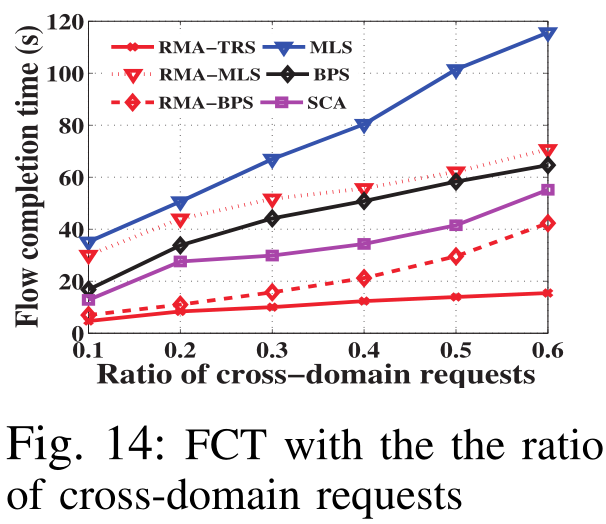 Flow completion time (s)
120
100
80
60
40
20
0
RMA-TRS
MLS
RMA-MLS
BPS
RMA-BPS
SCA
0.1 0.2 0.3 0.4 0.5 0.6
Ratio of cross-domain requests
Fig. 14: FCT with the the ratio
of cross-domain requests